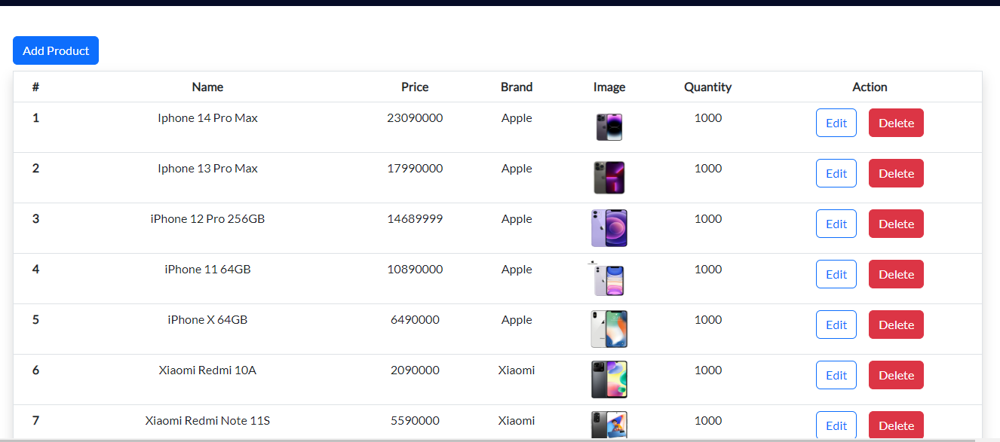 Add Product
# Name Price Brand Image Quantity Action
1 Iphone 14 Pro Max 23090000 Apple 1000 Edit Delete
2 Iphone 13 Pro Max 17990000 Apple 1000 Edit Delete
3 iPhone 12 Pro 256GB 14689999 Apple 1000 Edit Delete
4 iPhone 11 64GB 10890000 Apple 1000 Edit Delete
5 iPhone X 64GB 6490000 Apple 1000 Edit Delete
6 Xiaomi Redmi 10A 2090000 Xiaomi 1000 Edit Delete
7 Xiaomi Redmi Note 11S 5590000 Xiaomi 1000 Edit Delete